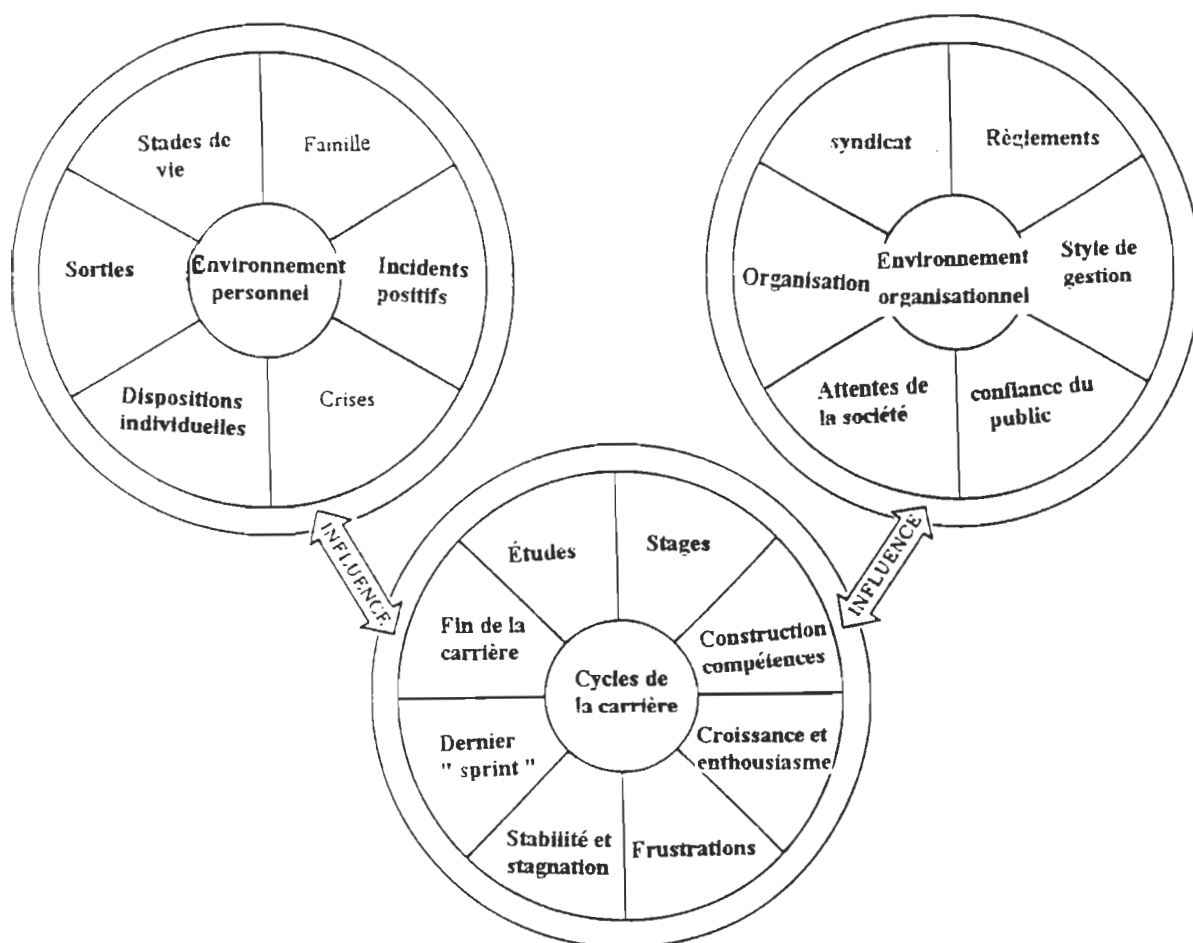 Stades de
vie
Famille
Sorties
Environnement
personnel
Incidents
positifs
Dispositions
individuelles
Crises
syndicat
Règlements
Organisation
Environnement
organisationnel
Style de
gestion
Attentes de
la société
confiance du
public
INFLUENCE
INFLUENCE
Études
Stages
Fin de la
carrière
Construction
compétences
Cycles de
la carrière
Dernier
" sprint "
Croissance et
enthousiasme
Stabilité et
stagnation
Frustrations